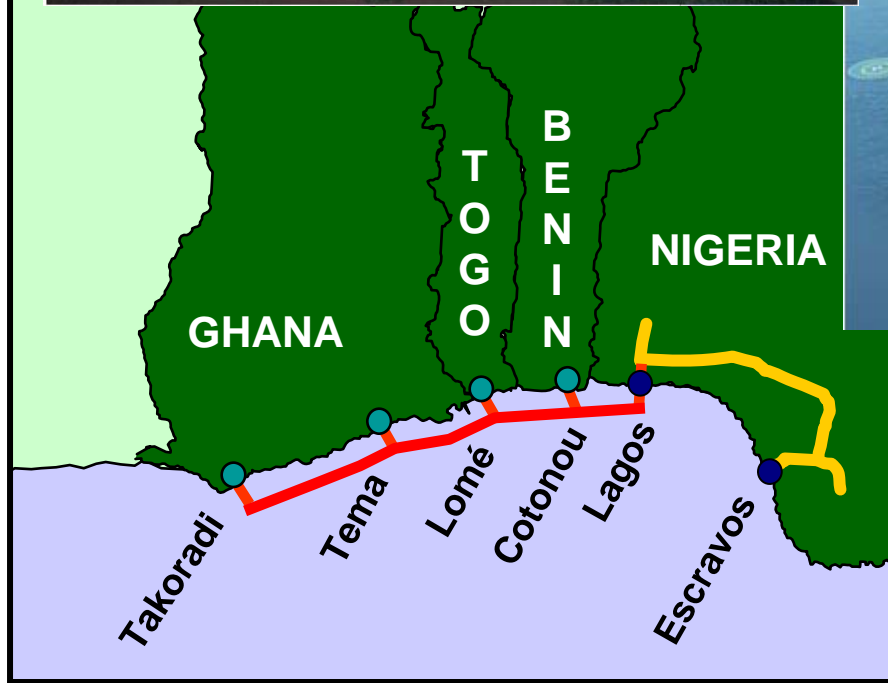 TOGO
BENIN
NIGERIA
GHANA
Takoradi
Tema
Lomé
Cotonou
Lagos
Escravos